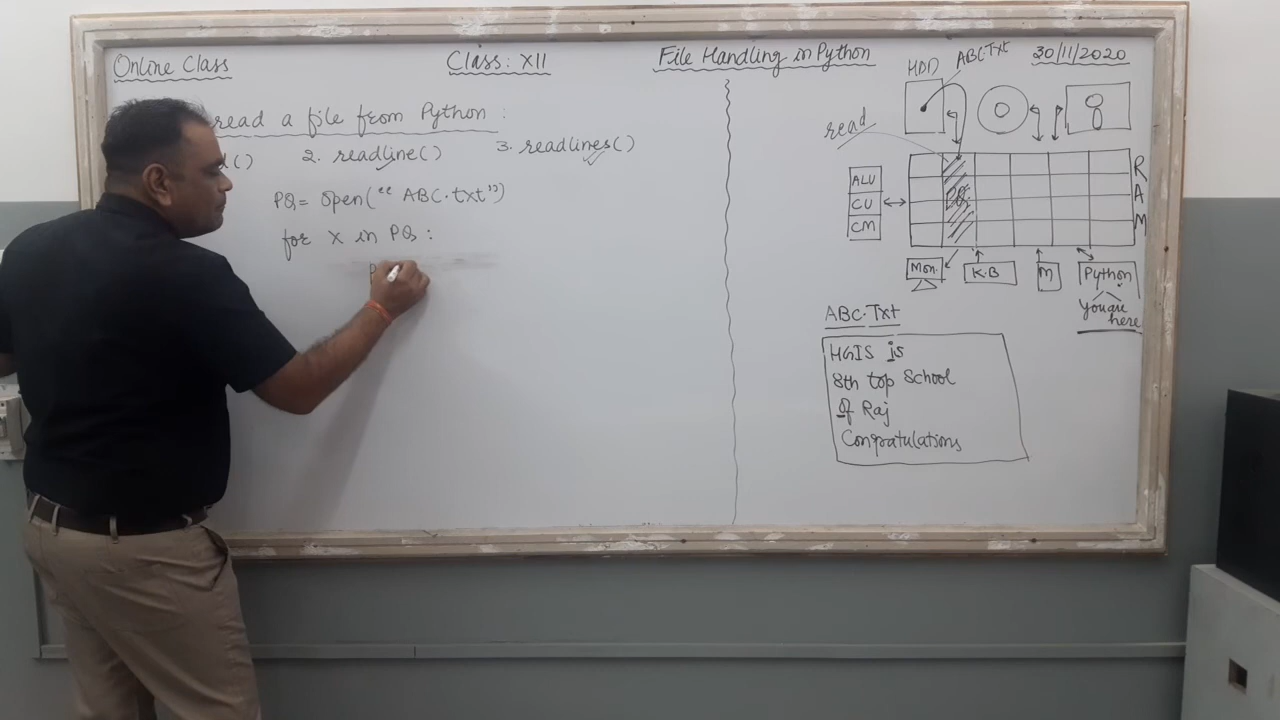 Online Class
Class: XII
File Handling in Python
30/11/2020
read a file from Python :
2. readline()
3. readlines()
PQ= open("ABC.txt")
for X in PQ :
HDD
ABC.Txt
read
ALU
CU
CM
PQ
R
A
M
Mon.
K.B
M
Python
You are
here
ABC.Txt
HGIS is
8th top School
Of Raj
Congratulations